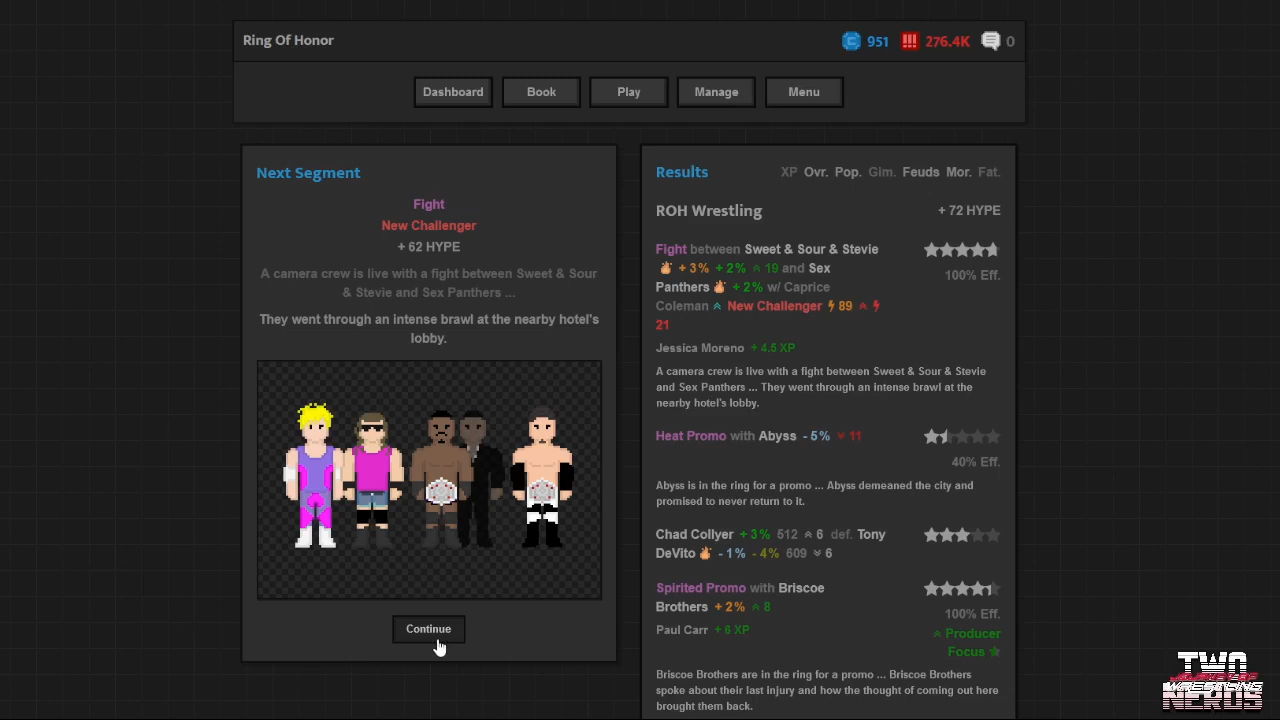 Ring Of Honor
951
276.4K
0
Dashboard
Book
Play
Manage
Menu
Next Segment
Fight
New Challenger
+ 62 HYPE
A camera crew is live with a fight between Sweet & Sour
& Stevie and Sex Panthers ...
They went through an intense brawl at the nearby hotel's
lobby.
Continue
Results
XP Ovr. Pop. Gim. Feuds Mor. Fat.
ROH Wrestling
+ 72 HYPE
Fight between Sweet & Sour & Stevie
+ 3% + 2% 19 and Sex
Panthers + 2% w/ Caprice
Coleman New Challenger 89
21
100% Eff.
Jessica Moreno + 4.5 XP
A camera crew is live with a fight between Sweet & Sour & Stevie
and Sex Panthers ... They went through an intense brawl at the
nearby hotel's lobby.
Heat Promo with Abyss - 5% 11
40% Eff.
Abyss is in the ring for a promo ... Abyss demeaned the city and
promised to never return to it.
Chad Collyer + 3% 512 6 def. Tony
DeVito - 1% - 4% 609 6
Spirited Promo with Briscoe
Brothers + 2% 8
100% Eff.
Paul Carr + 6 XP
Producer
Focus
Briscoe Brothers are in the ring for a promo ... Briscoe Brothers
spoke about their last injury and how the thought of coming out here
brought them back.
TWO
WRESTLING
NERDS